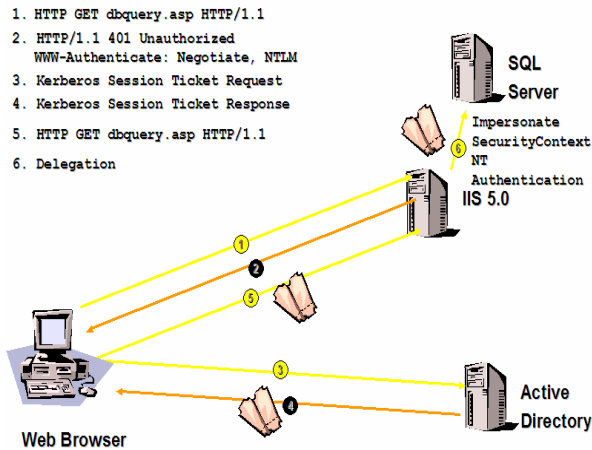 1. HTTP GET dbquery.asp HTTP/1.1
2. HTTP/1.1 401 Unauthorized
WWW-Authenticate: Negotiate, NTLM
3. Kerberos Session Ticket Request
4. Kerberos Session Ticket Response
5. HTTP GET dbquery.asp HTTP/1.1
6. Delegation
SQL
Server
Impersonate
SecurityContext
NT
Authentication
6
IIS 5.0
1
2
5
3
4
Active
Directory
Web Browser